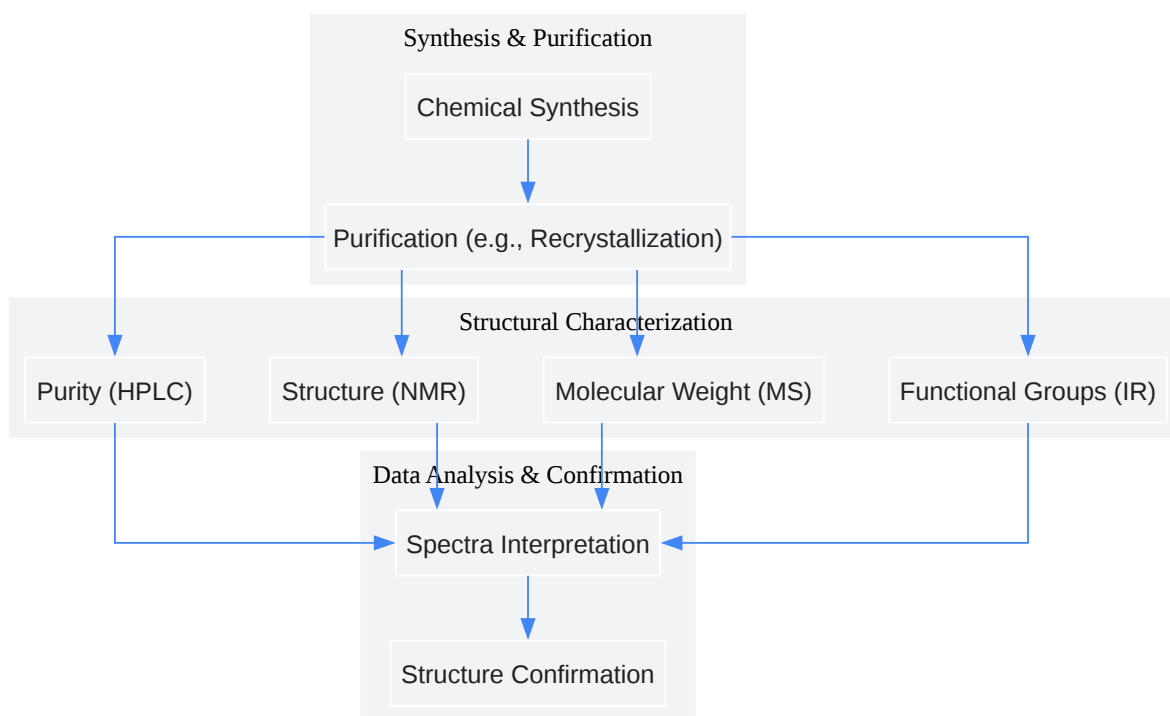 Synthesis & Purification
Chemical Synthesis
Purification (e.g., Recrystallization)
Structural Characterization
Purity (HPLC)
Structure (NMR)
Molecular Weight (MS)
Functional Groups (IR)
Data Analysis & Confirmation
Spectra Interpretation
Structure Confirmation